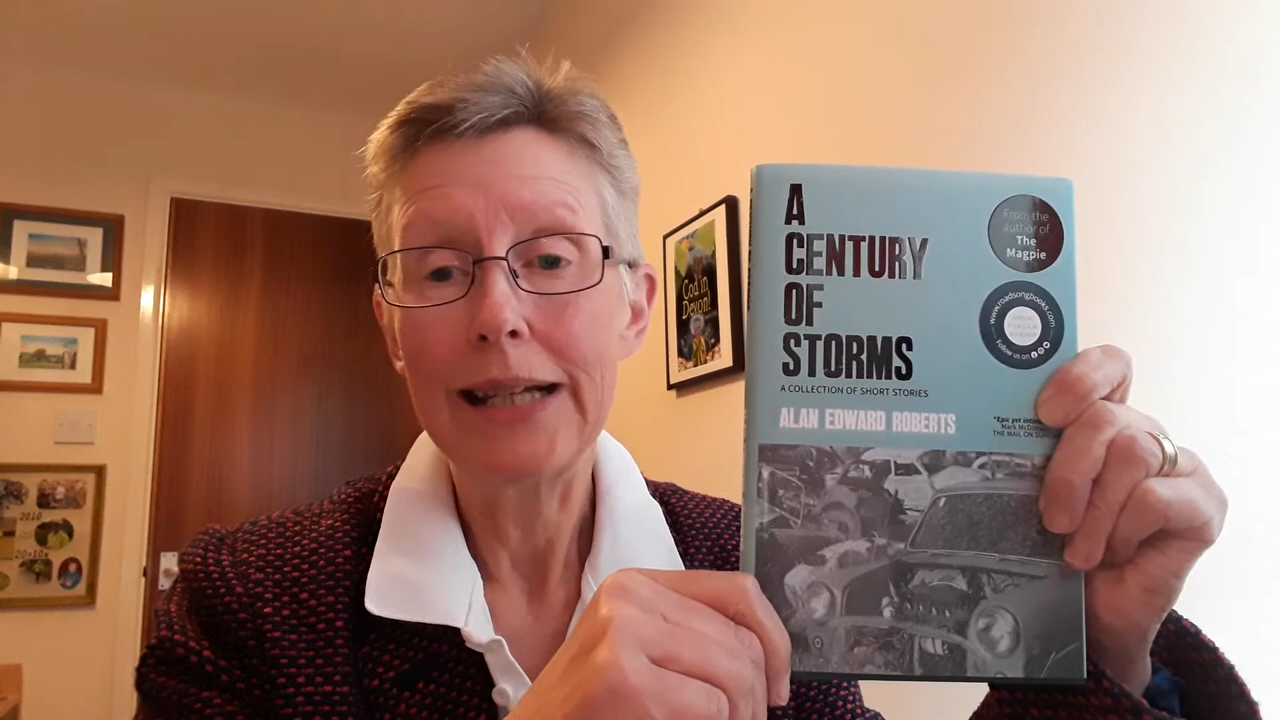 A
CENTURY
OF
STORMS
A COLLECTION OF SHORT STORIES
ALAN EDWARD ROBERTS
From the
author of
The
Magpie
www.roadsongbooks.com
Follow us on
"Epic yet
Mark
THE MAIL ON
Cod in
Devon!
2010